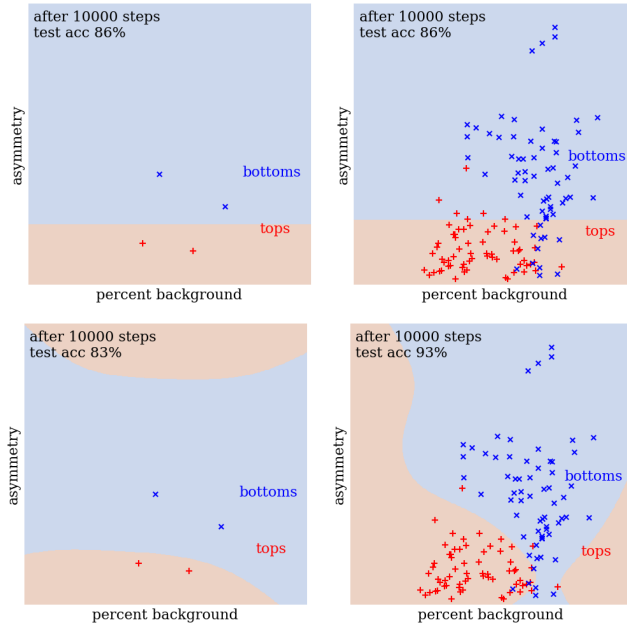 after 10000 steps
test acc 86%
asymmetry
bottoms
tops
percent background
after 10000 steps
test acc 86%
asymmetry
bottoms
tops
percent background
after 10000 steps
test acc 83%
asymmetry
bottoms
tops
percent background
after 10000 steps
test acc 93%
asymmetry
bottoms
tops
percent background